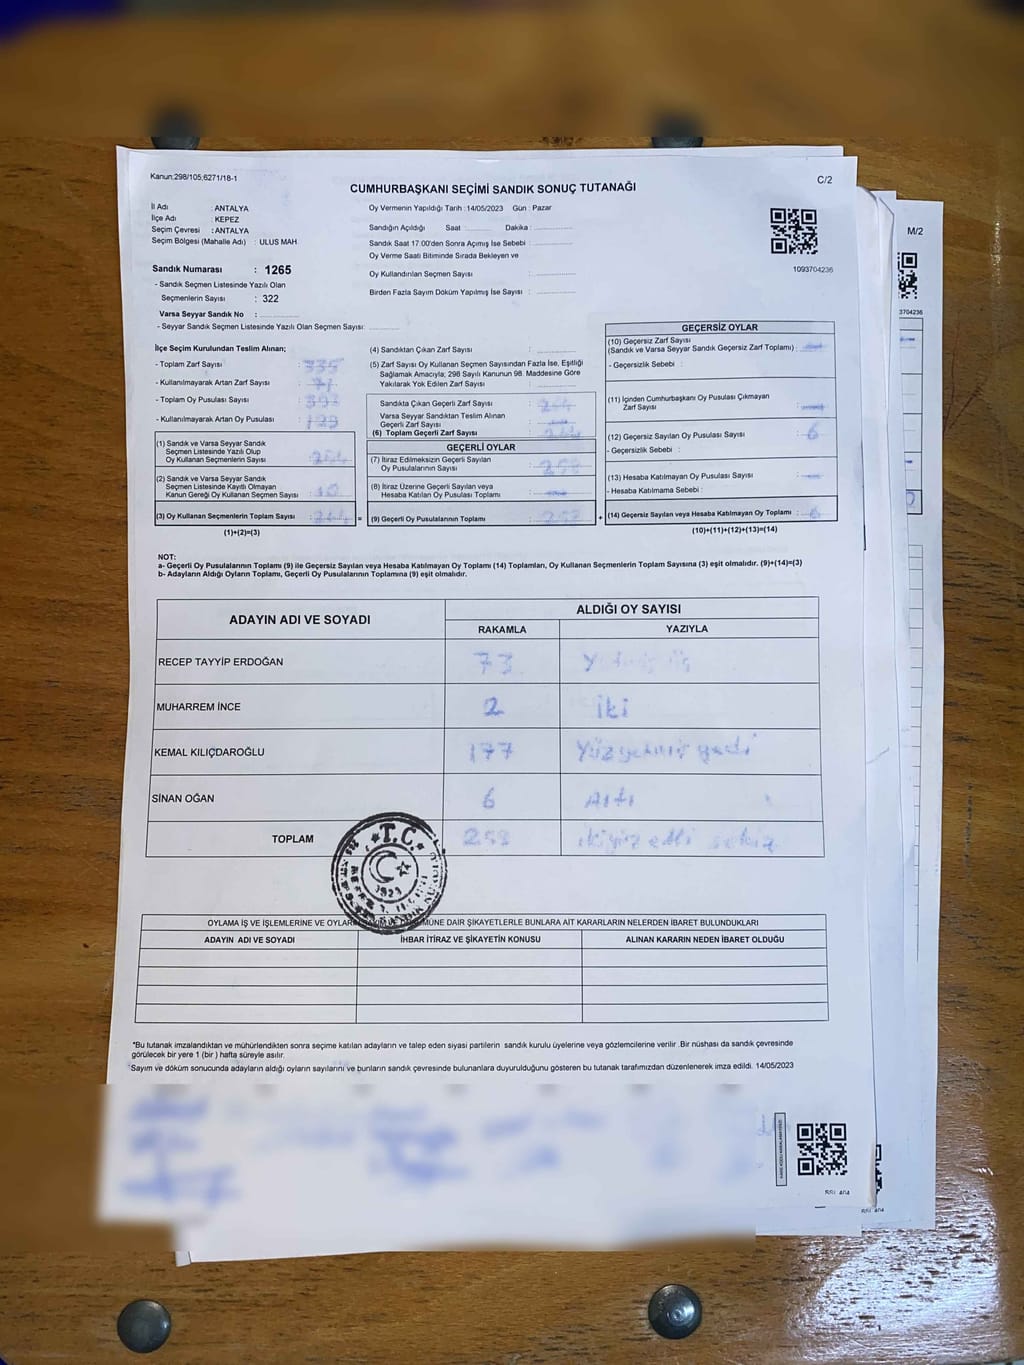 Kanun;298/105,6271/18-1
C/2
CUMHURBAŞKANI SEÇİMİ SANDIK SONUÇ TUTANAĞI
İl Adı : ANTALYA
İlçe Adı : KEPEZ
Seçim Çevresi : ANTALYA
Seçim Bölgesi (Mahalle Adı) : ULUS MAH
Sandık Numarası : 1265
- Sandık Seçmen Listesinde Yazılı Olan
Seçmenlerin Sayısı : 322
Varsa Seyyar Sandık No :
- Seyyar Sandık Seçmen Listesinde Yazılı Olan Seçmen Sayısı:
Oy Vermenin Yapıldığı Tarih :14/05/2023 Gün : Pazar
Sandığın Açıldığı Saat : Dakika :
Sandık Saat 17:00'den Sonra Açımış İse Sebebi :
Oy Verme Saati Bitiminde Sırada Bekleyen ve
Oy Kullandırılan Seçmen Sayısı :
Birden Fazla Sayım Döküm Yapılmış İse Sayısı :
1093704236
M/2
3704236
İlçe Seçim Kurulundan Teslim Alınan;
- Toplam Zarf Sayısı : 335
- Kullanılmayarak Artan Zarf Sayısı : 71
- Toplam Oy Pusulası Sayısı :
- Kullanılmayarak Artan Oy Pusulası :
(1) Sandık ve Varsa Seyyar Sandık
Seçmen Listesinde Yazılı Olup
Oy Kullanan Seçmenlerin Sayısı :
(2) Sandık ve Varsa Seyyar Sandık
Seçmen Listesinde Kayıtlı Olmayan
Kanun Gereği Oy Kullanan Seçmen Sayısı : 10
(3) Oy Kullanan Seçmenlerin Toplam Sayısı : 264 =
(1)+(2)=(3)
(4) Sandıktan Çıkan Zarf Sayısı :
(5) Zarf Sayısı Oy Kullanan Seçmen Sayısından Fazla İse, Eşitliği
Sağlamak Amacıyla; 298 Sayılı Kanunun 98. Maddesine Göre
Yakılarak Yok Edilen Zarf Sayısı :
Sandıkta Çıkan Geçerli Zarf Sayısı : 264
Varsa Seyyar Sandıktan Teslim Alınan
Geçerli Zarf Sayısı :
(6) Toplam Geçerli Zarf Sayısı : 264
GEÇERLİ OYLAR
(7) İtiraz Edilmeksizin Geçerli Sayılan
Oy Pusulalarının Sayısı : 258
(8) İtiraz Üzerine Geçerli Sayılan veya
Hesaba Katılan Oy Pusulası Toplamı :
(9) Geçerli Oy Pusulalarının Toplamı : 258 +
GEÇERSİZ OYLAR
(10) Geçersiz Zarf Sayısı
(Sandık ve Varsa Seyyar Sandık Geçersiz Zarf Toplamı) :
- Geçersizlik Sebebi :
(11) İçinden Cumhurbaşkanı Oy Pusulası Çıkmayan
Zarf Sayısı :
(12) Geçersiz Sayılan Oy Pusulası Sayısı : 6
- Geçersizlik Sebebi :
(13) Hesaba Katılmayan Oy Pusulası Sayısı :
- Hesaba Katılmama Sebebi :
(14) Geçersiz Sayılan veya Hesaba Katılmayan Oy Toplamı : 6
(10)+(11)+(12)+(13)=(14)
NOT:
a- Geçerli Oy Pusulalarının Toplamı (9) ile Geçersiz Sayılan veya Hesaba Katılmayan Oy Toplamı (14) Toplamları, Oy Kullanan Seçmenlerin Toplam Sayısına (3) eşit olmalıdır. (9)+(14)=(3)
b- Adayların Aldığı Oyların Toplamı, Geçerli Oy Pusulalarının Toplamına (9) eşit olmalıdır.
ADAYIN ADI VE SOYADI ALDIĞI OY SAYISI
RAKAMLA YAZIYLA
RECEP TAYYİP ERDOĞAN 73
MUHARREM İNCE 2 iki
KEMAL KILIÇDAROĞLU 177 Yüzyetmiş yedi
SİNAN OĞAN 6 Altı
TOPLAM 258 ikiyüz elli sekiz
T.C.
OYLAMA İŞ VE İŞLEMLERİNE VE OYLARIN SAYIM VE DÖKÜMÜNE DAİR ŞİKAYETLERLE BUNLARA AİT KARARLARIN NELERDEN İBARET BULUNDUKLARI
ADAYIN ADI VE SOYADI İHBAR İTİRAZ VE ŞİKAYETİN KONUSU ALINAN KARARIN NEDEN İBARET OLDUĞU
*Bu tutanak imzalandıktan ve mühürlendikten sonra seçime katılan adayların ve talep eden siyasi partilerin sandık kurulu üyelerine veya gözlemcilerine verilir .Bir nüshası da sandık çevresinde
görülecek bir yere 1 (bir ) hafta süreyle asılır.
*Sayım ve döküm sonucunda adayların aldığı oyların sayılarını ve bunların sandık çevresinde bulunanlara duyurulduğunu gösteren bu tutanak tarafımızdan düzenlenerek imza edildi. 14/05/2023